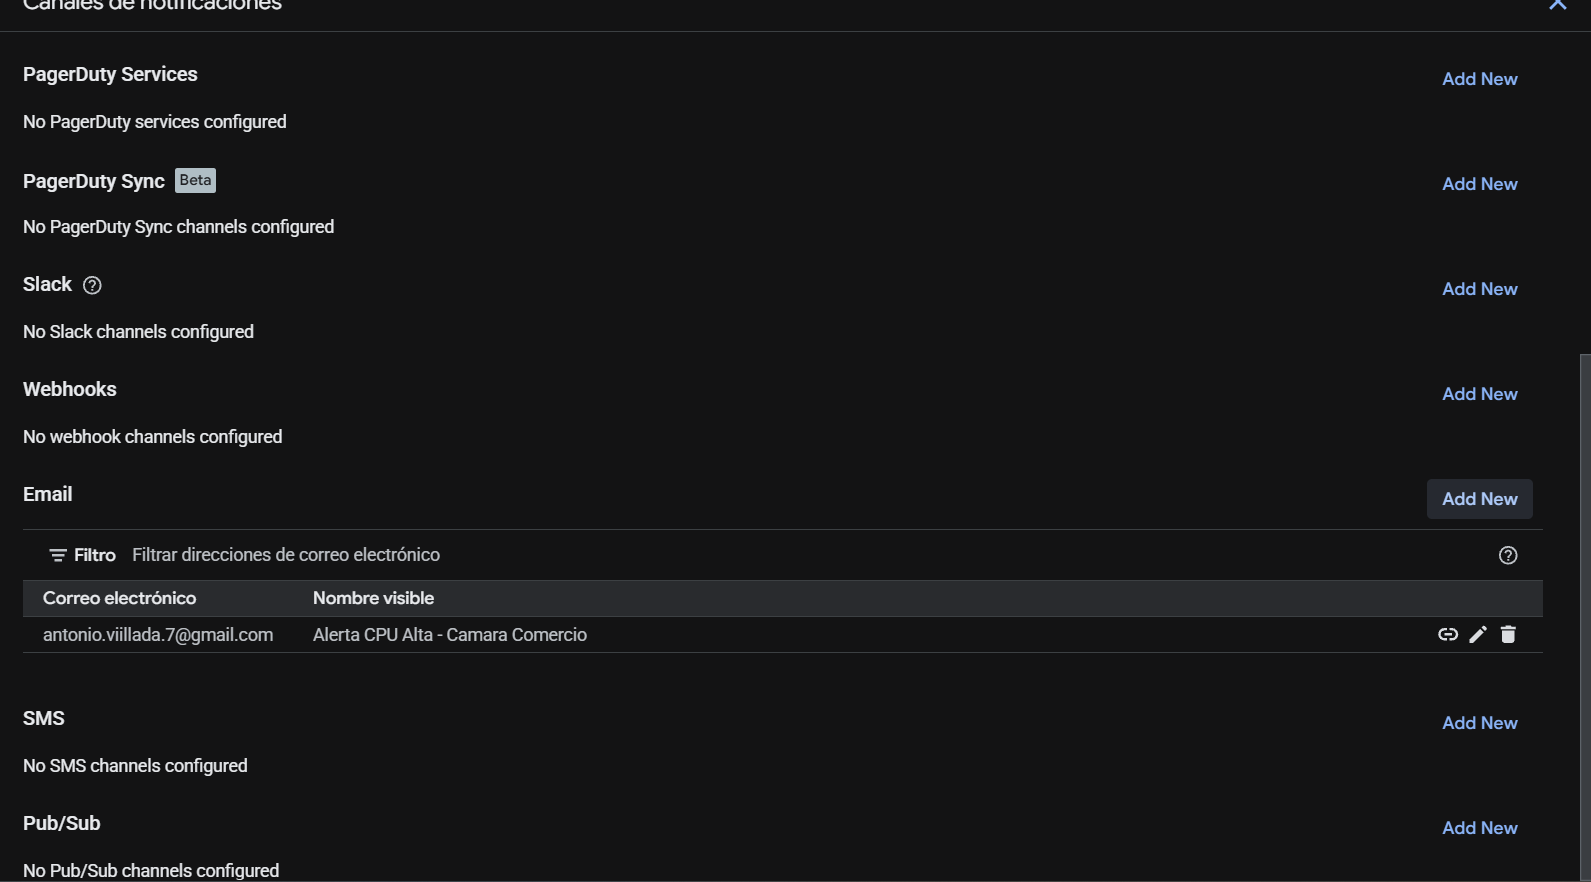 Canales de notificaciones
PagerDuty Services
Add New
No PagerDuty services configured
PagerDuty Sync Beta
Add New
No PagerDuty Sync channels configured
Slack
Add New
No Slack channels configured
Webhooks
Add New
No webhook channels configured
Email
Add New
Filtro Filtrar direcciones de correo electrónico
Correo electrónico Nombre visible
antonio.viillada.7@gmail.com Alerta CPU Alta - Camara Comercio
SMS
Add New
No SMS channels configured
Pub/Sub
Add New
No Pub/Sub channels configured